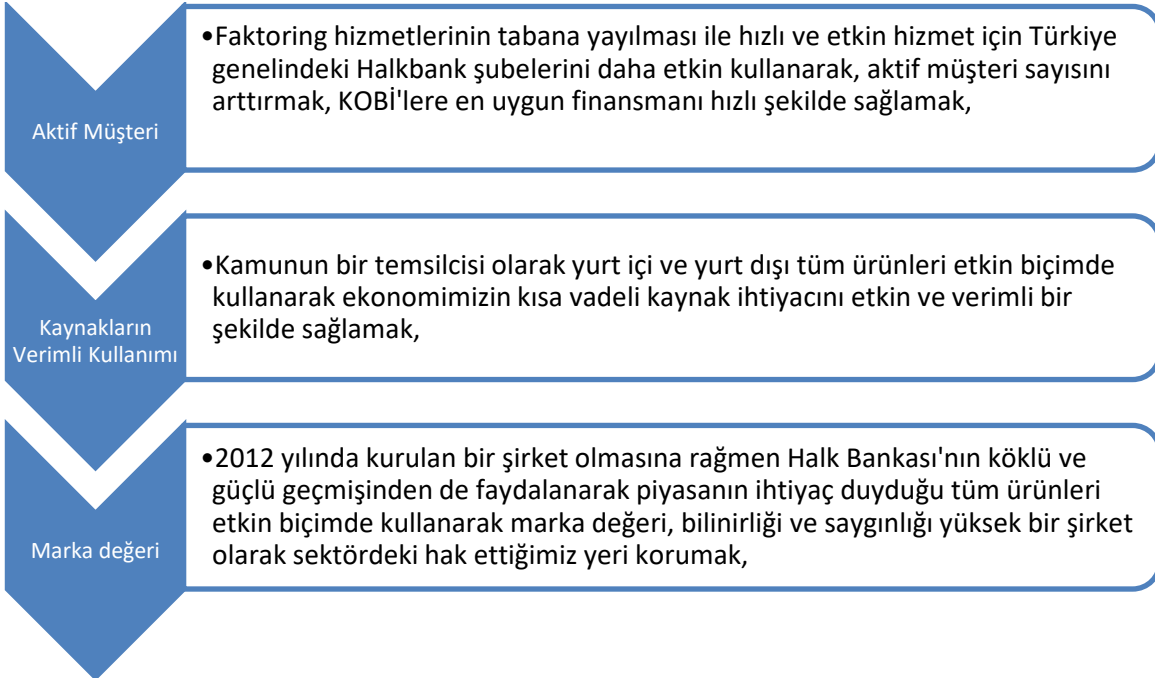 Aktif Müşteri
•Faktoring hizmetlerinin tabana yayılması ile hızlı ve etkin hizmet için Türkiye
genelindeki Halkbank şubelerini daha etkin kullanarak, aktif müşteri sayısını
arttırmak, KOBİ'lere en uygun finansmanı hızlı şekilde sağlamak,
Kaynakların
Verimli Kullanımı
•Kamunun bir temsilcisi olarak yurt içi ve yurt dışı tüm ürünleri etkin biçimde
kullanarak ekonomimizin kısa vadeli kaynak ihtiyacını etkin ve verimli bir
şekilde sağlamak,
Marka değeri
•2012 yılında kurulan bir şirket olmasına rağmen Halk Bankası'nın köklü ve
güçlü geçmişinden de faydalanarak piyasanın ihtiyaç duyduğu tüm ürünleri
etkin biçimde kullanarak marka değeri, bilinirliği ve saygınlığı yüksek bir şirket
olarak sektördeki hak ettiğimiz yeri korumak,